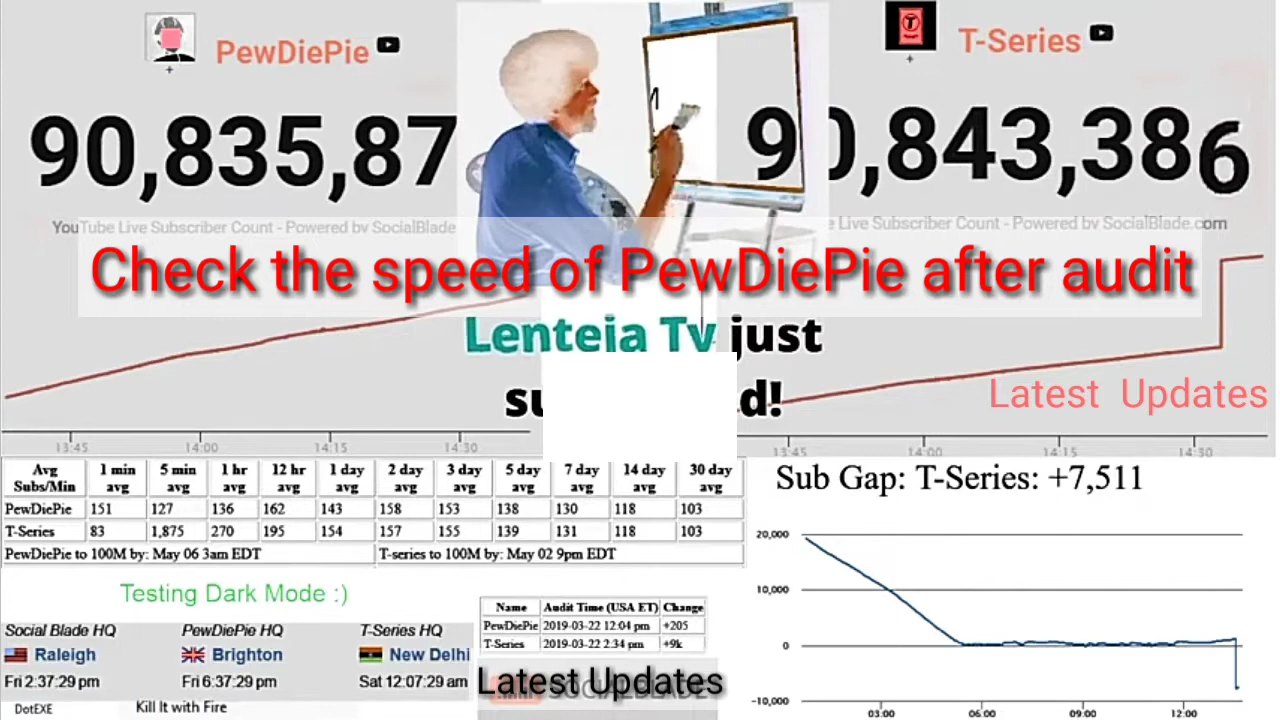 PewDiePie
T-Series
90,835,87
90,843,386
YouTube Live Subscriber Count - Powered by SocialBlade
Live Subscriber Count - Powered by SocialBlade.com
Check the speed of PewDiePie after audit
Lenteia Tv just
d!
Latest Updates
13:45 14:00 14:15 14:30
13:45 14:00 14:15 14:30
Avg Subs/Min 1 min avg 5 min avg 1 hr avg 12 hr avg 1 day avg 2 day avg 3 day avg 5 day avg 7 day avg 14 day avg 30 day avg
PewDiePie 151 127 136 162 143 158 153 138 130 118 103
T-Series 83 1,875 270 195 154 157 155 139 131 118 103
PewDiePie to 100M by: May 06 3am EDT T-series to 100M by: May 02 9pm EDT
Sub Gap: T-Series: +7,511
20,000
10,000
0
-10,000
03:00 06:00 09:00 12:00
Testing Dark Mode :)
Name Audit Time (USA ET) Change
PewDiePie 2019-03-22 12:04 pm +205
T-Series 2019-03-22 2:34 pm +9k
Social Blade HQ PewDiePie HQ T-Series HQ
Raleigh Brighton New Delhi
Fri 2:37:29 pm Fri 6:37:29 pm Sat 12:07:29 am
Latest Updates
DotEXE Kill It with Fire